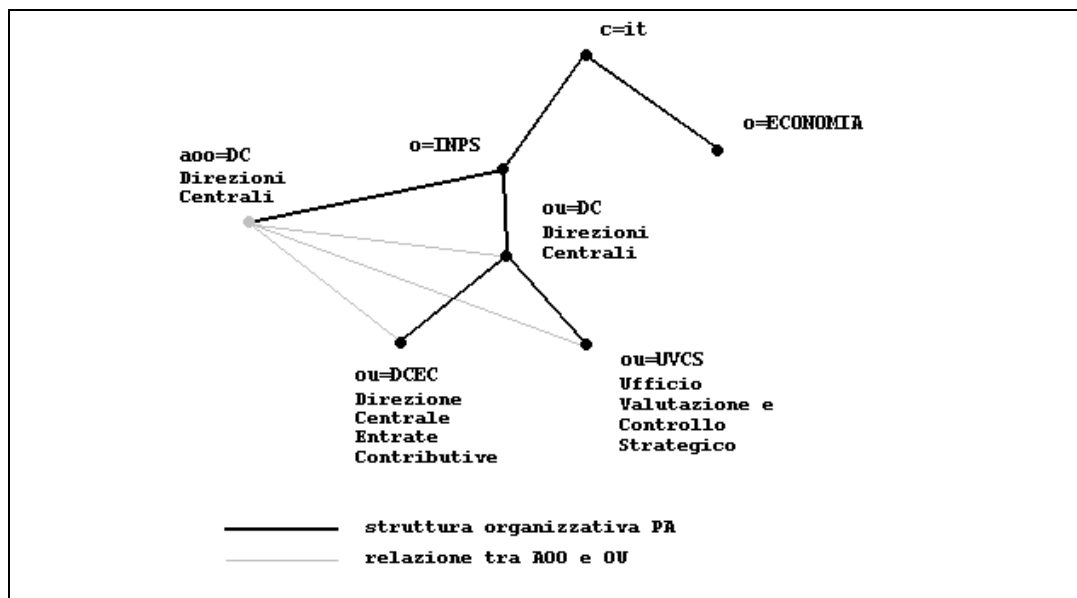 c=it
o=ECONOMIA
o=INPS
aoo=DC
Direzioni
Centrali
ou=DC
Direzioni
Centrali
ou=DCEC
Direzione
Centrale
Entrate
Contributive
ou=UVCS
Ufficio
Valutazione e
Controllo
Strategico
struttura organizzativa PA
relazione tra AOO e OU